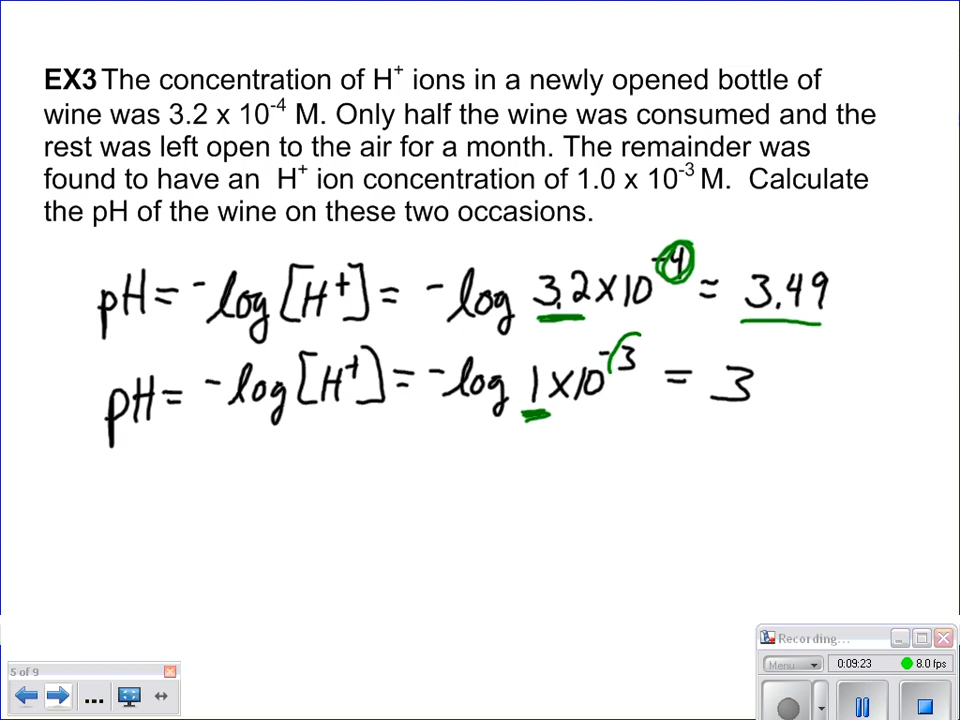 EX3 The concentration of H⁺ ions in a newly opened bottle of
wine was 3.2 x 10⁻⁴ M. Only half the wine was consumed and the
rest was left open to the air for a month. The remainder was
found to have an H⁺ ion concentration of 1.0 x 10⁻³ M. Calculate
the pH of the wine on these two occasions.
pH = -log [H⁺] = -log 3.2 x 10⁻⁴ = 3.49
pH = -log [H⁺] = -log 1 x 10⁻³ = 3
Recording...
Menu 0:09:23 8.0 fps
5 of 9
...